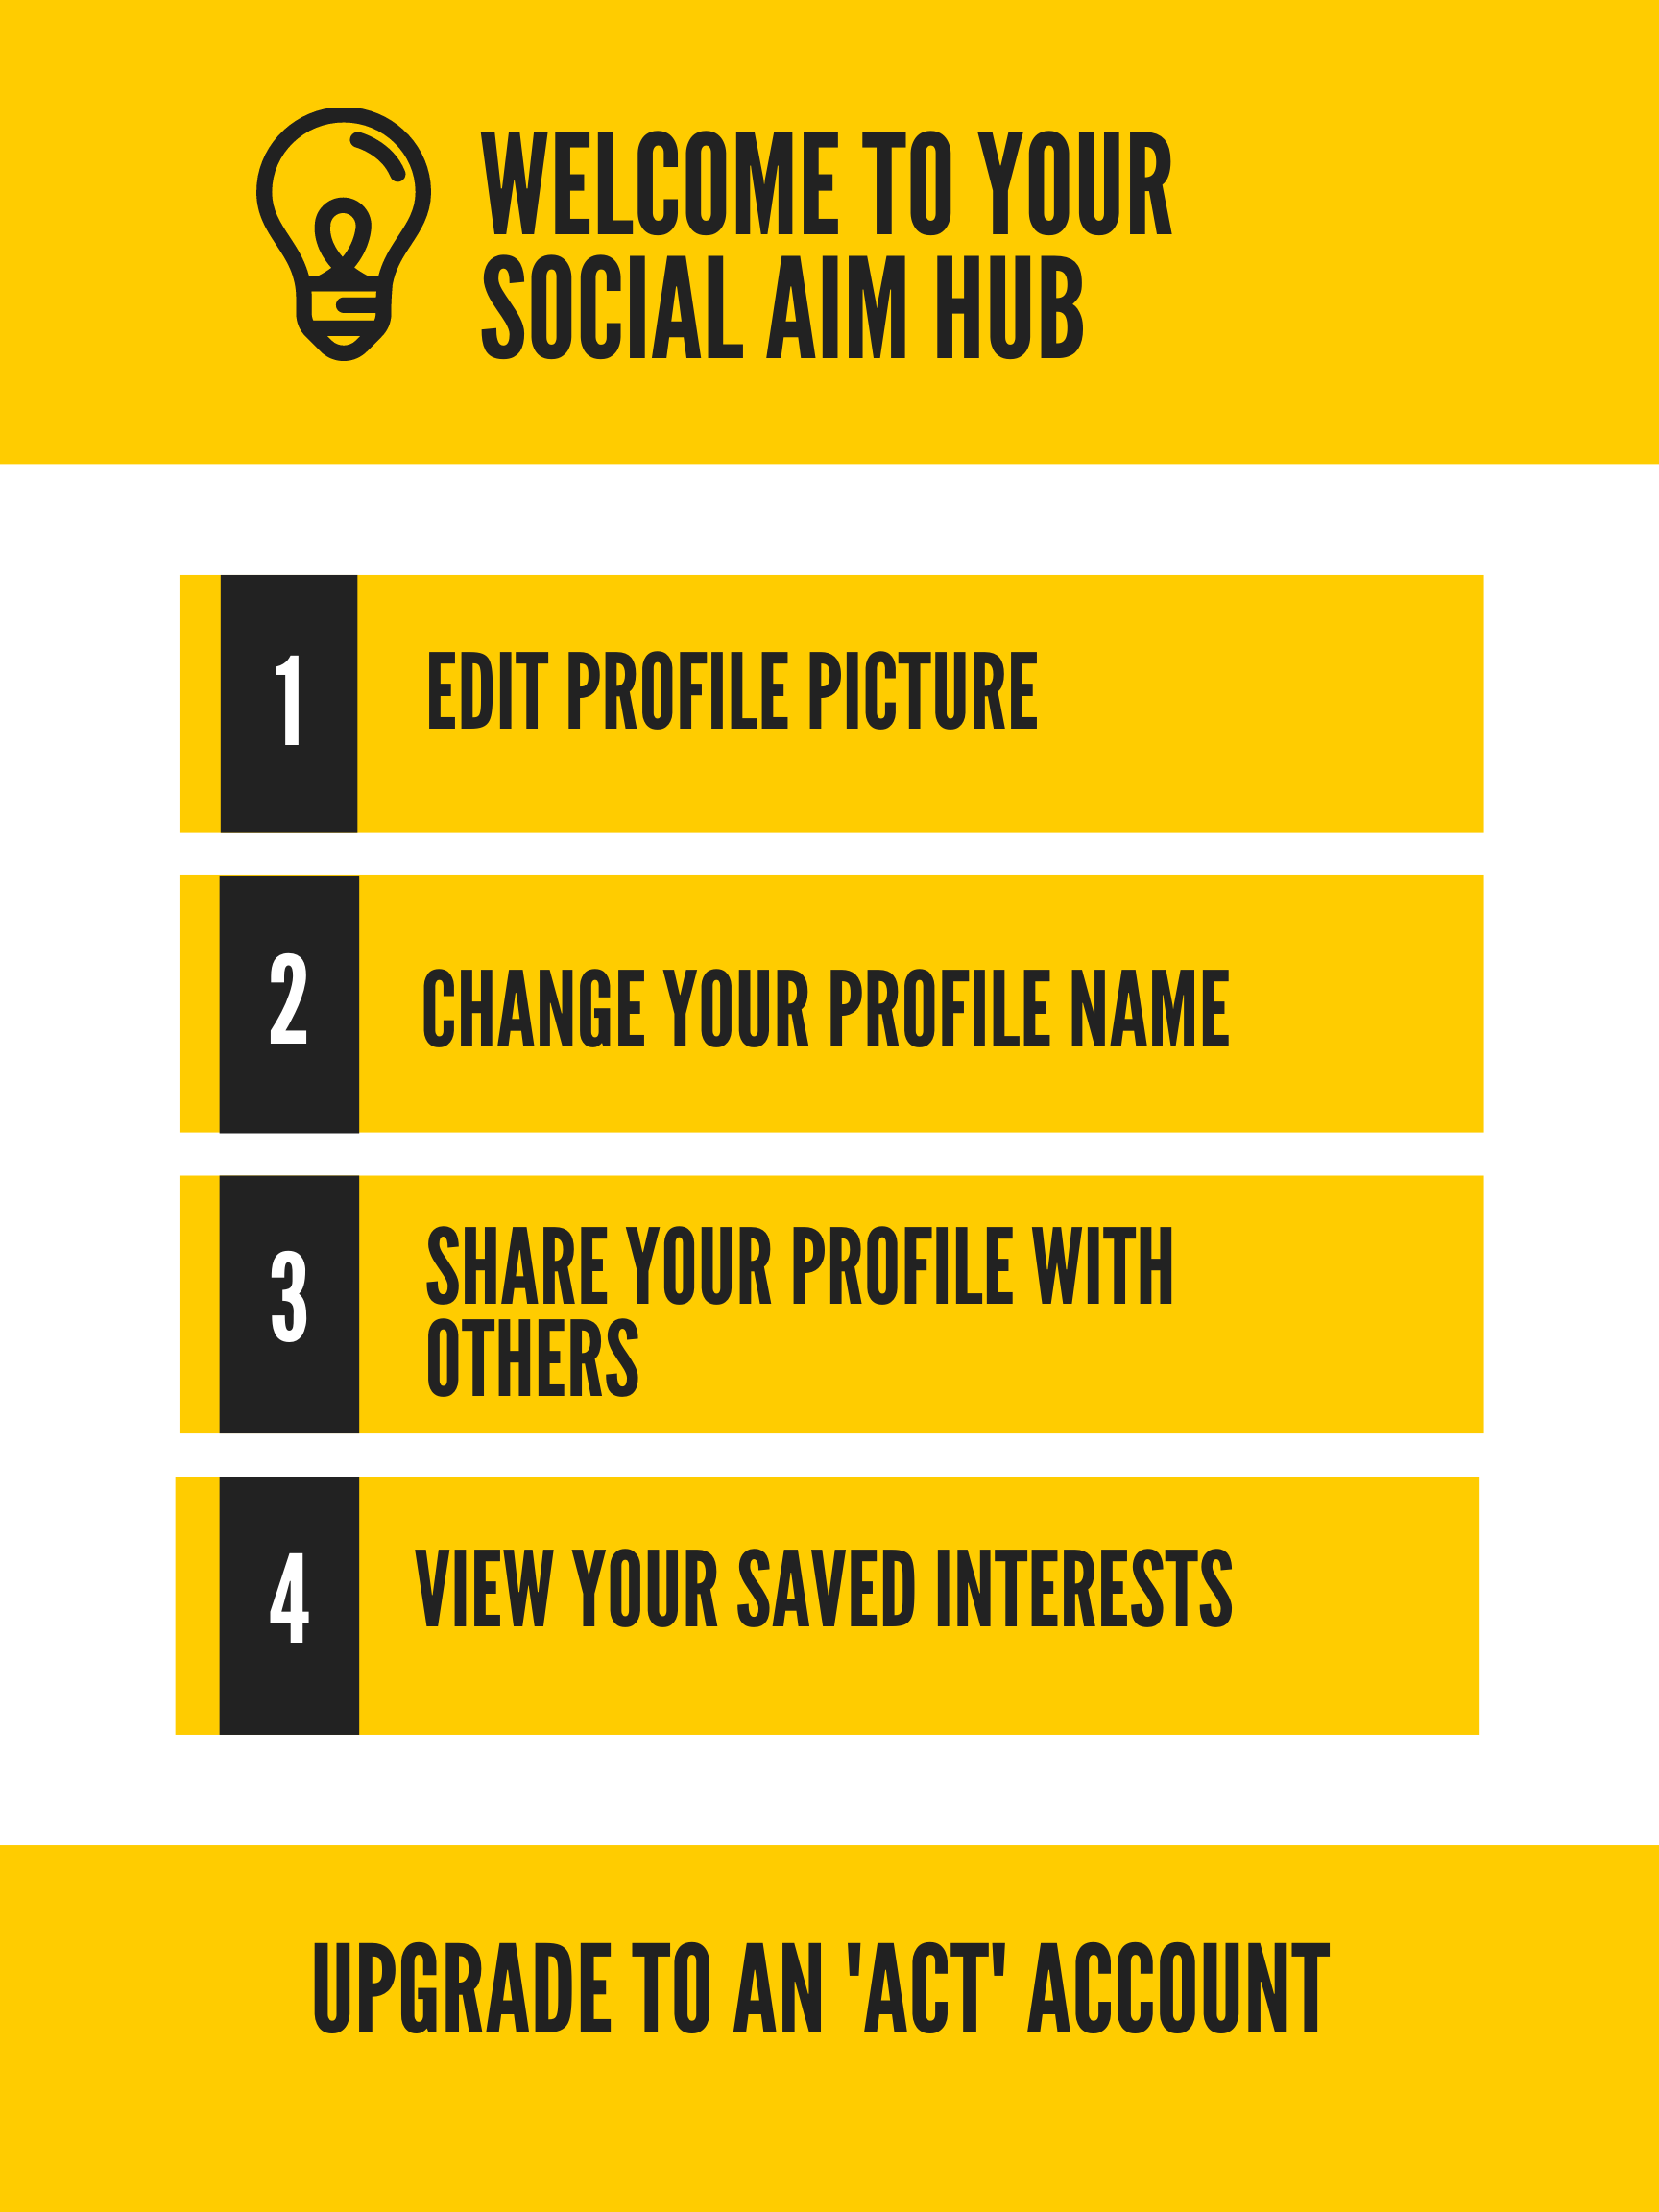 WELCOME TO YOUR
SOCIAL AIM HUB
1
EDIT PROFILE PICTURE
2
CHANGE YOUR PROFILE NAME
3
SHARE YOUR PROFILE WITH
OTHERS
4
VIEW YOUR SAVED INTERESTS
UPGRADE TO AN 'ACT' ACCOUNT